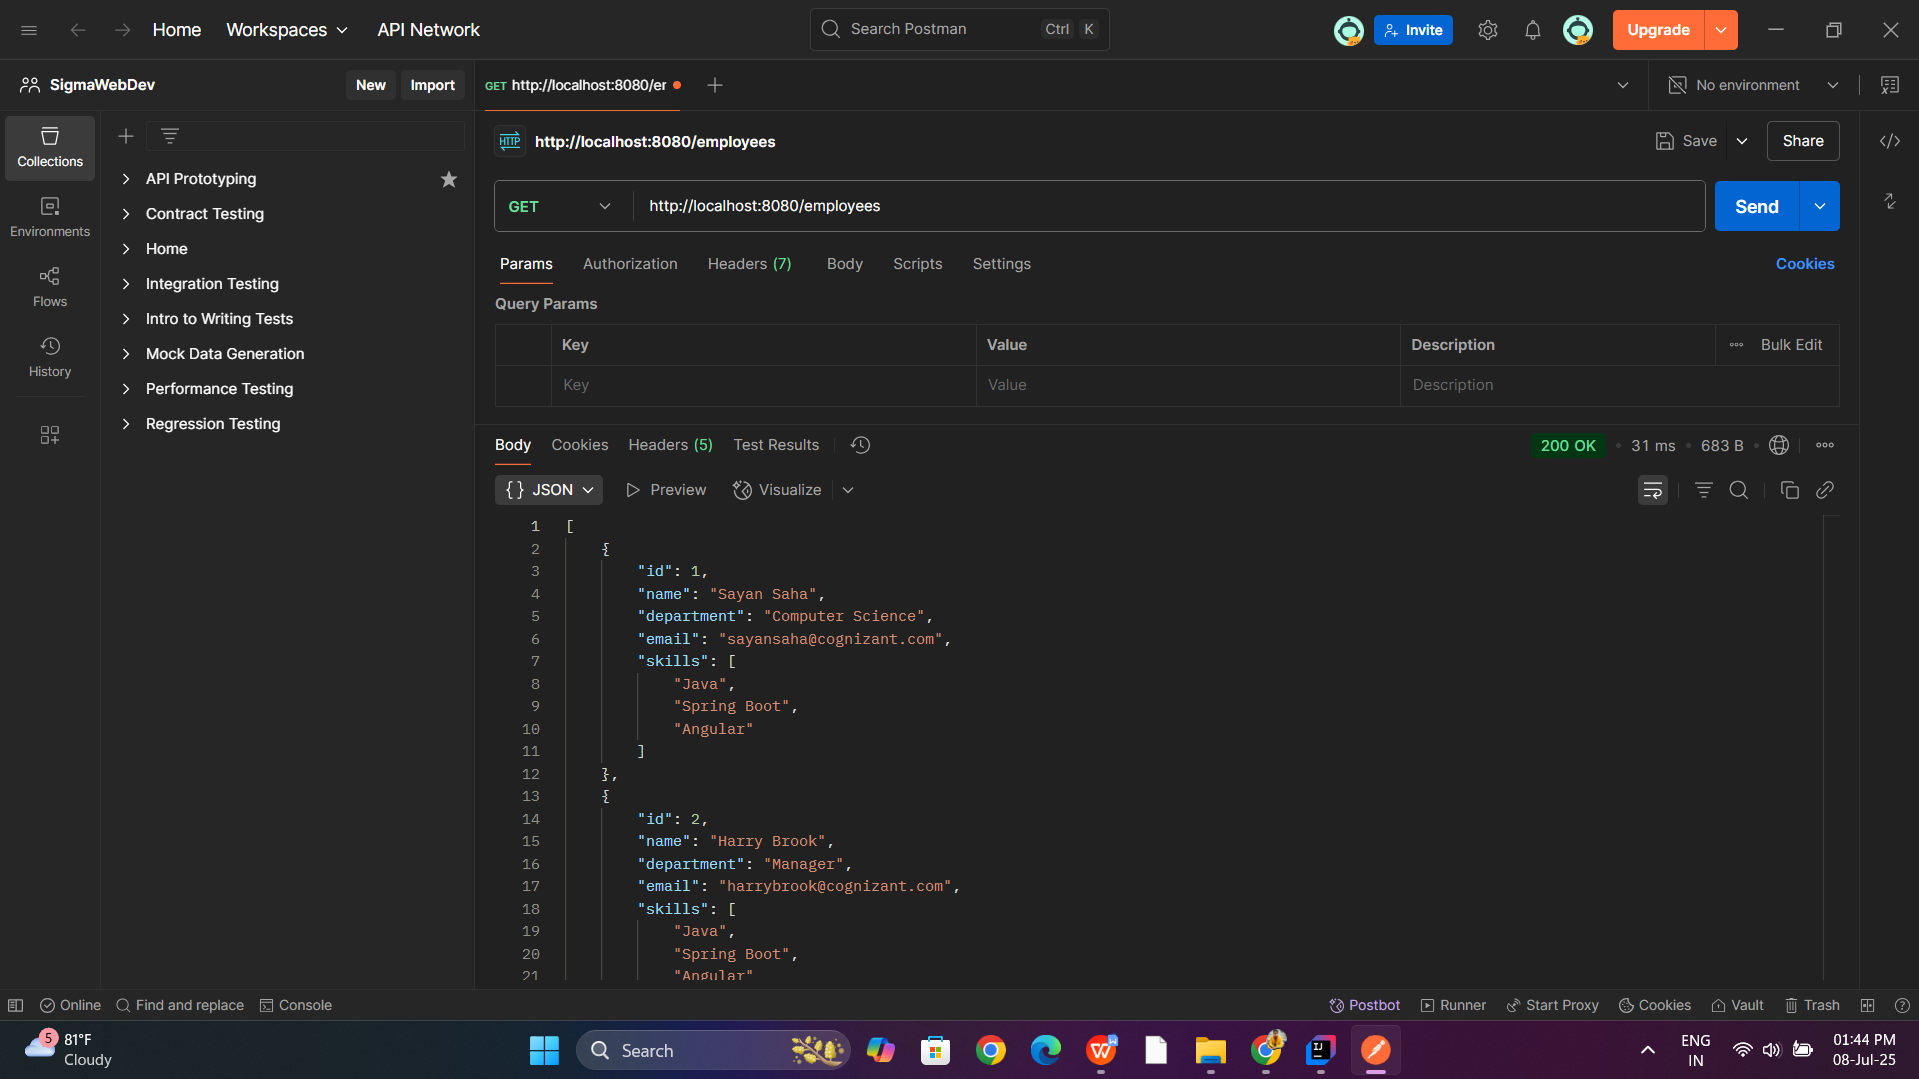 Home Workspaces API Network Search Postman Ctrl K Invite Upgrade
SigmaWebDev New Import GET http://localhost:8080/er No environment
HTTP http://localhost:8080/employees Save Share
GET http://localhost:8080/employees Send
Params Authorization Headers (7) Body Scripts Settings Cookies
Query Params
Key Value Description Bulk Edit
Key Value Description
Collections
Environments
Flows
History
API Prototyping
Contract Testing
Home
Integration Testing
Intro to Writing Tests
Mock Data Generation
Performance Testing
Regression Testing
Body Cookies Headers (5) Test Results 200 OK 31 ms 683 B
{} JSON Preview Visualize
1 [
2 {
3 "id": 1,
4 "name": "Sayan Saha",
5 "department": "Computer Science",
6 "email": "sayansaha@cognizant.com",
7 "skills": [
8 "Java",
9 "Spring Boot",
10 "Angular"
11 ]
12 },
13 {
14 "id": 2,
15 "name": "Harry Brook",
16 "department": "Manager",
17 "email": "harrybrook@cognizant.com",
18 "skills": [
19 "Java",
20 "Spring Boot",
21 "Angular"
Online Find and replace Console Postbot Runner Start Proxy Cookies Vault Trash
5 81°F
Cloudy
Search
ENG
IN
01:44 PM
08-Jul-25